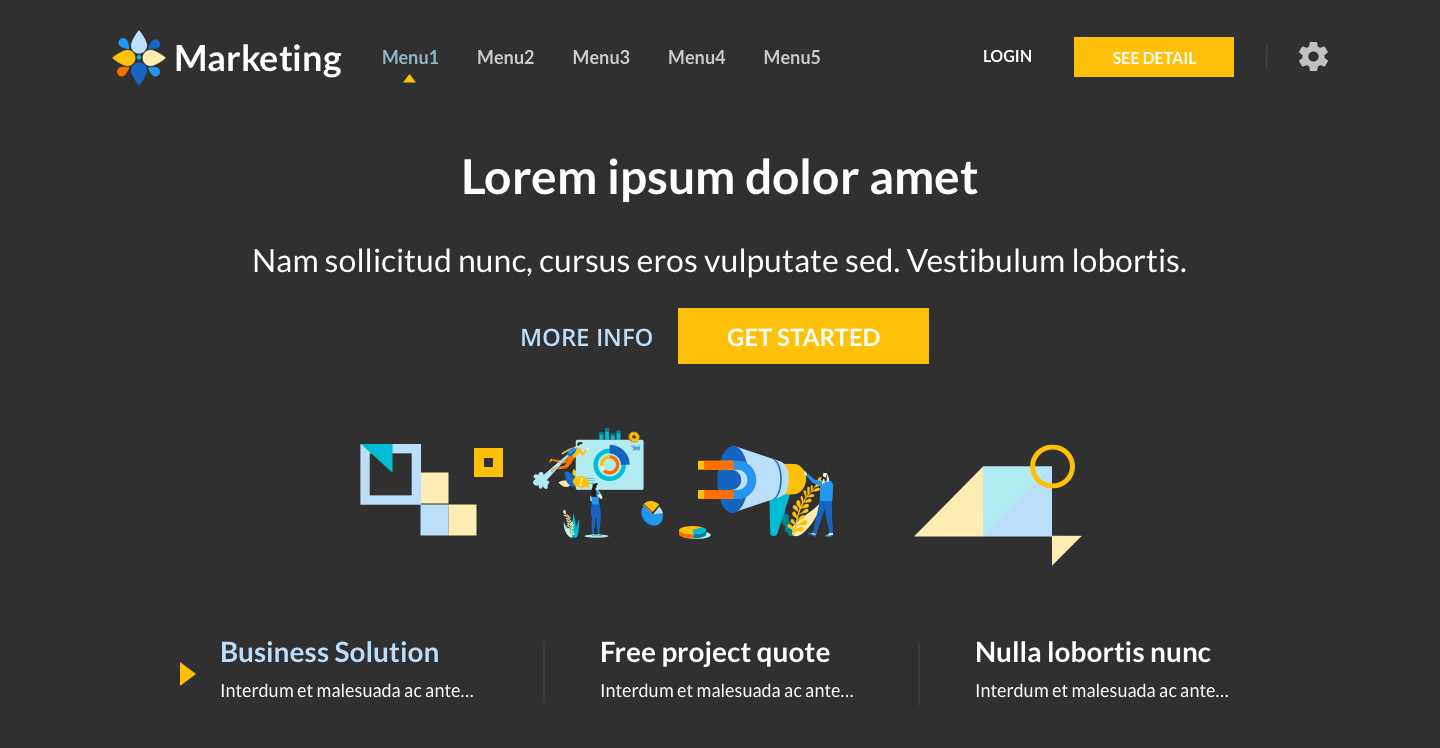 Marketing
Menu1 Menu2 Menu3 Menu4 Menu5
LOGIN
SEE DETAIL
Lorem ipsum dolor amet
Nam sollicitud nunc, cursus eros vulputate sed. Vestibulum lobortis.
MORE INFO
GET STARTED
Business Solution
Interdum et malesuada ac ante...
Free project quote
Interdum et malesuada ac ante...
Nulla lobortis nunc
Interdum et malesuada ac ante...